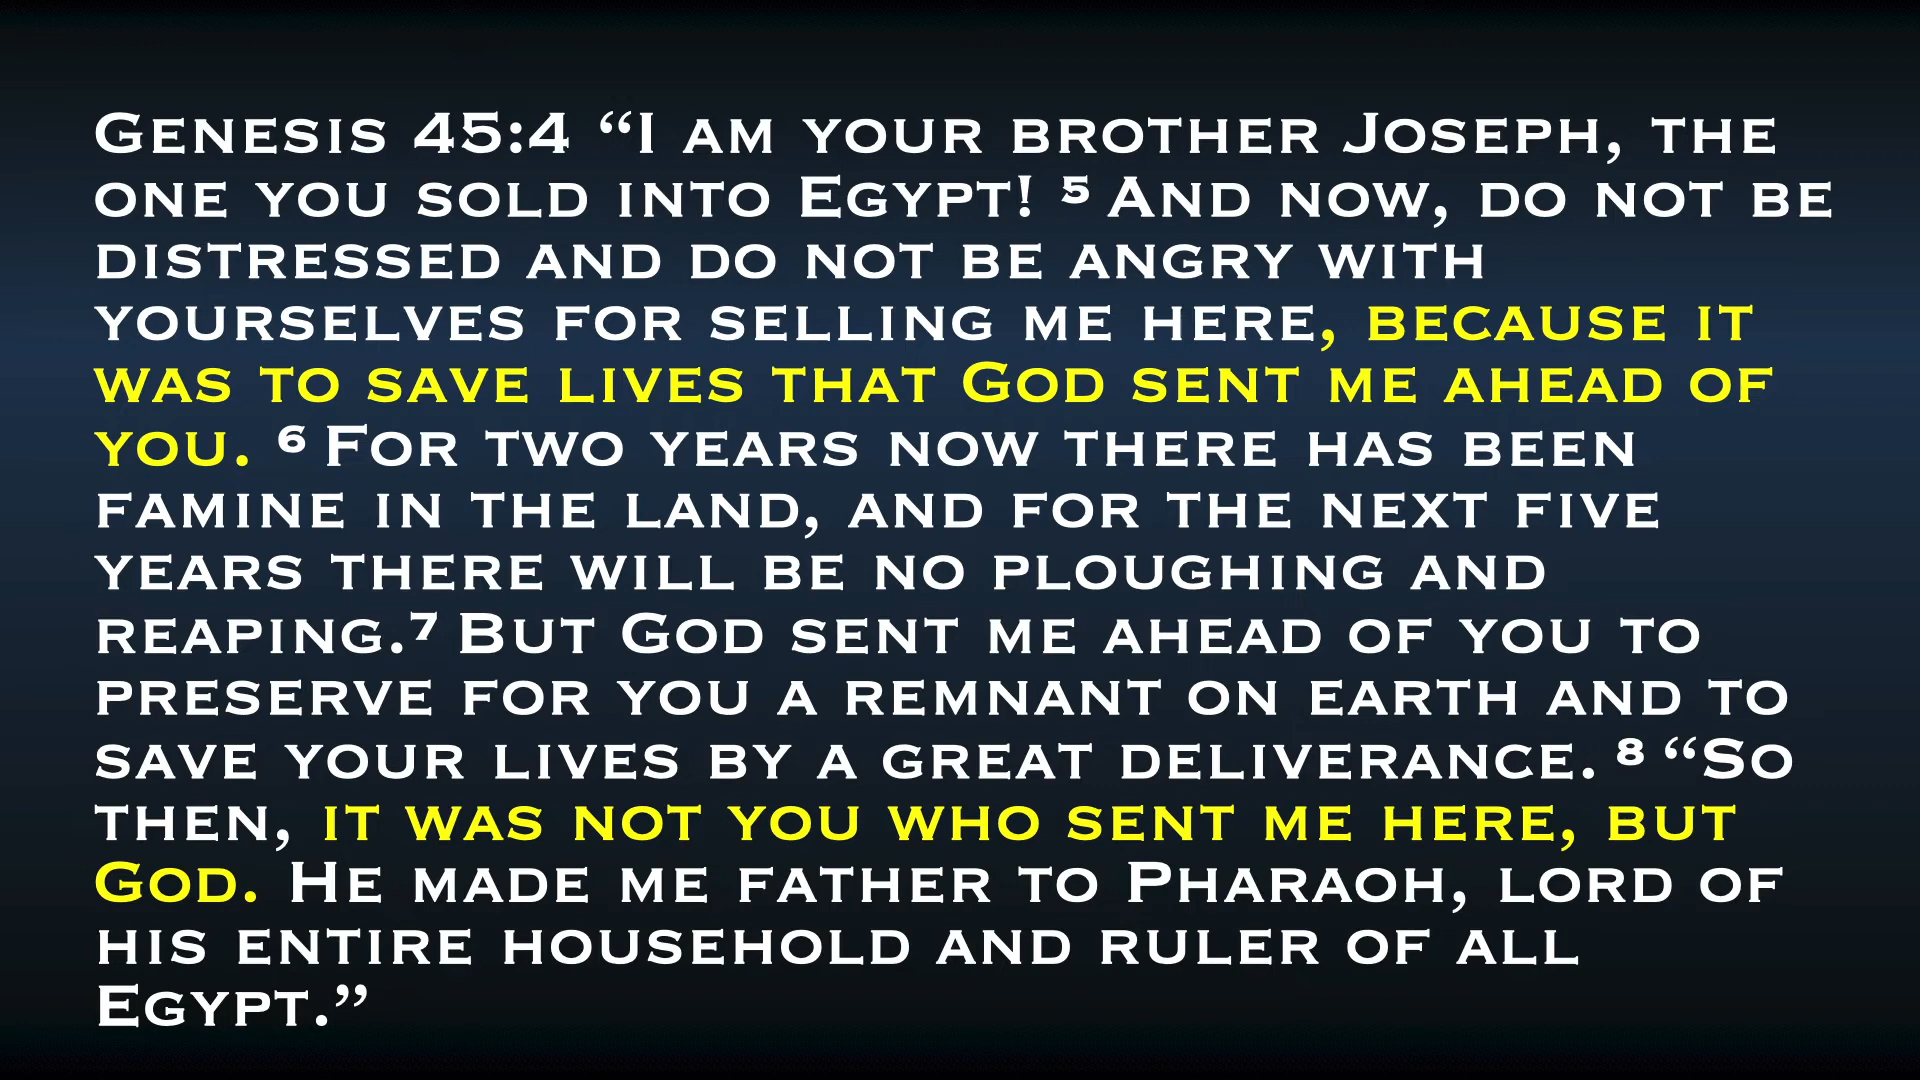 Genesis 45:4 “I am your brother Joseph, the
one you sold into Egypt! ⁵ And now, do not be
distressed and do not be angry with
yourselves for selling me here, because it
was to save lives that God sent me ahead of
you. ⁶ For two years now there has been
famine in the land, and for the next five
years there will be no ploughing and
reaping.⁷ But God sent me ahead of you to
preserve for you a remnant on earth and to
save your lives by a great deliverance. ⁸ “So
then, it was not you who sent me here, but
God. He made me father to Pharaoh, lord of
his entire household and ruler of all
Egypt.”